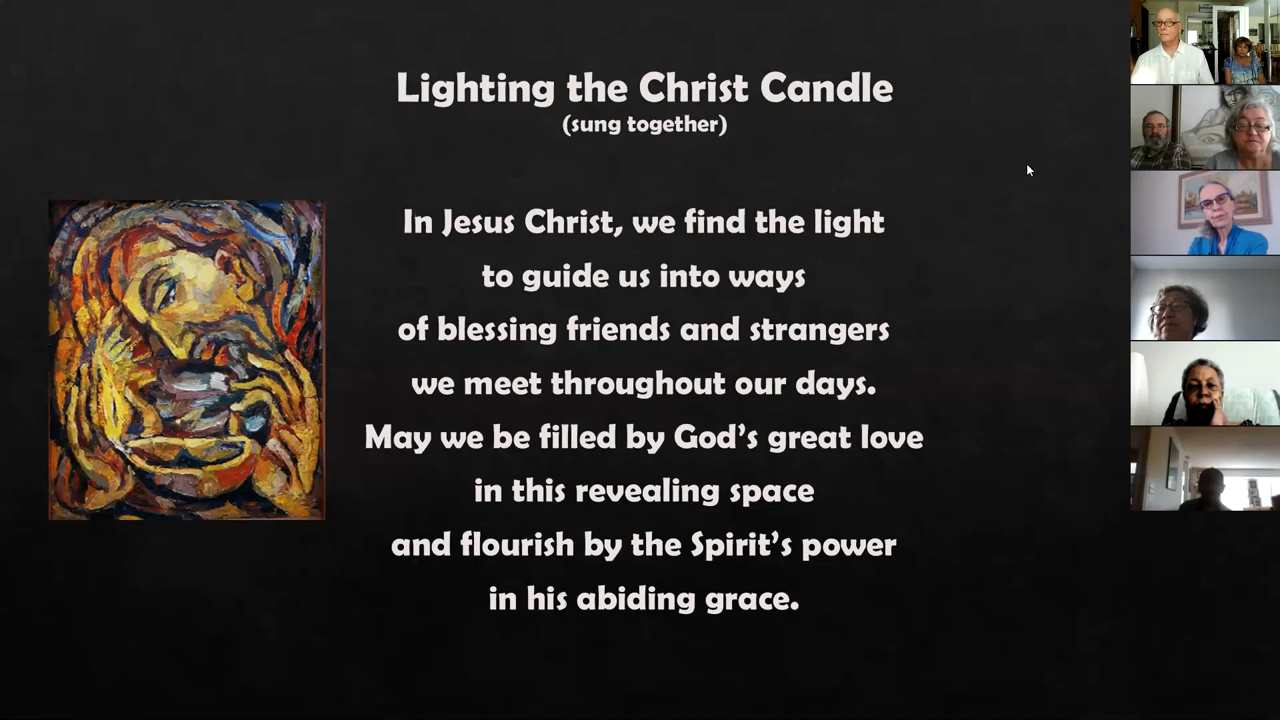 Lighting the Christ Candle
(sung together)
In Jesus Christ, we find the light
to guide us into ways
of blessing friends and strangers
we meet throughout our days.
May we be filled by God’s great love
in this revealing space
and flourish by the Spirit’s power
in his abiding grace.